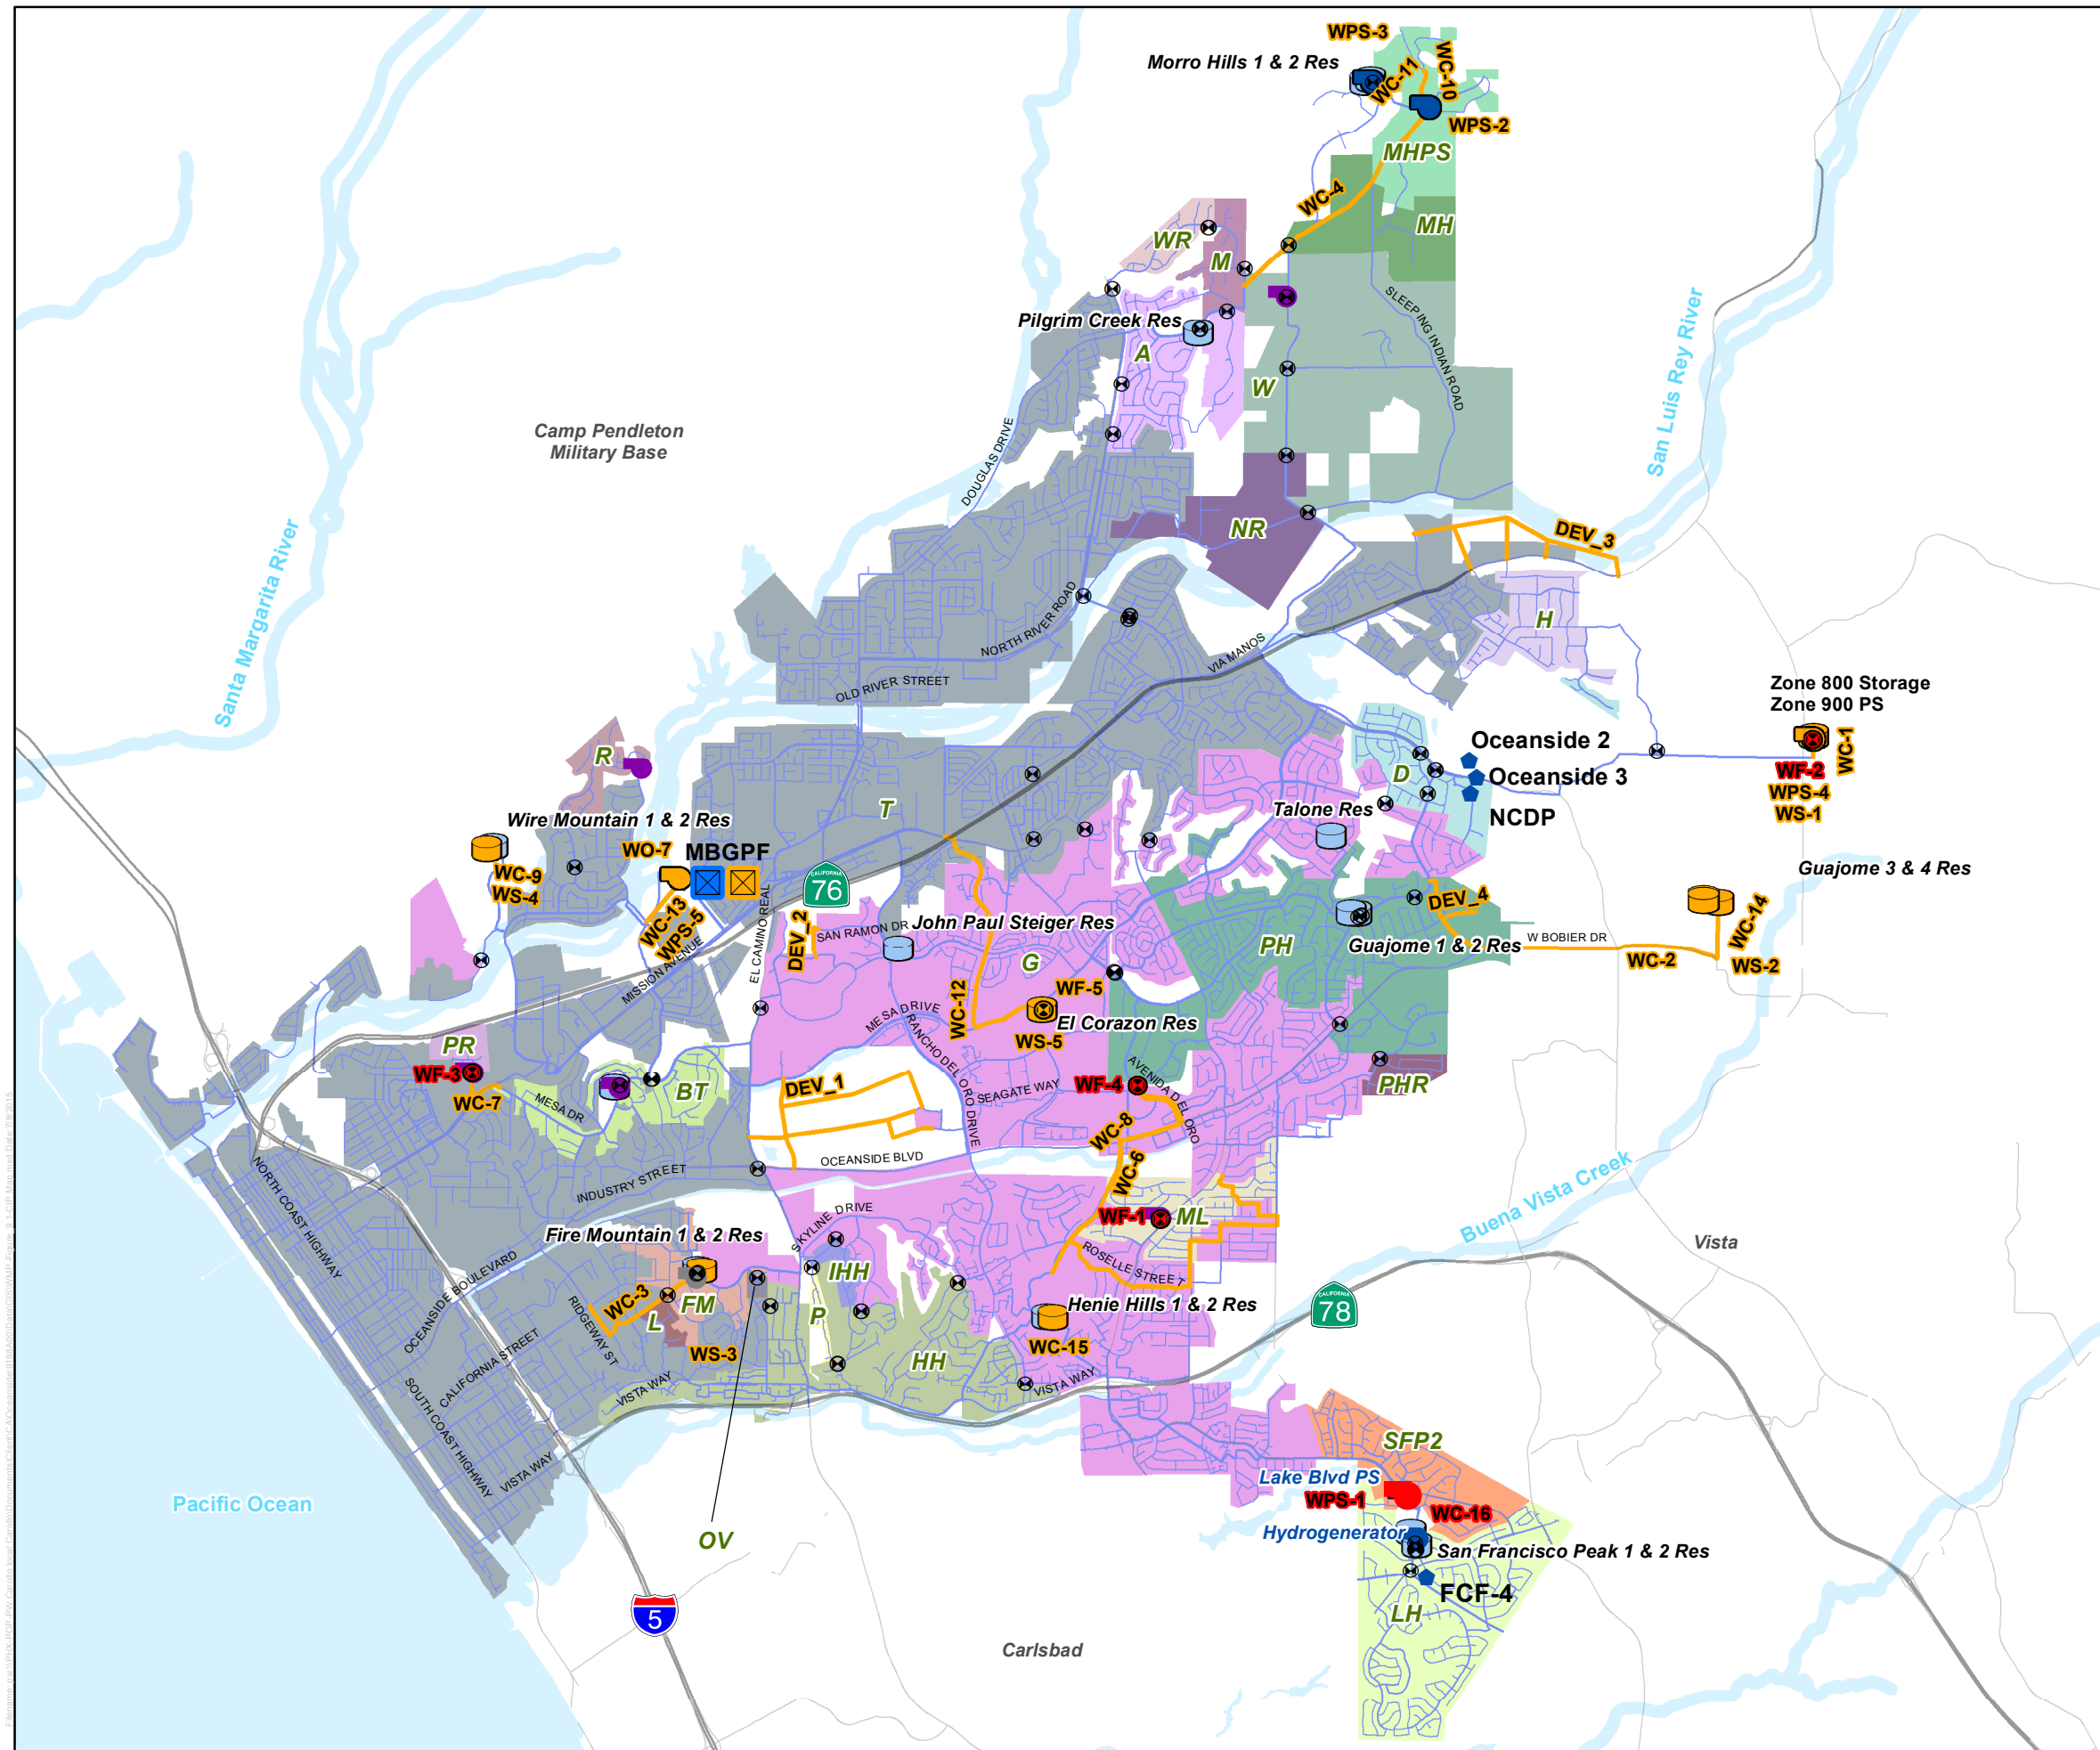 WPS-3
Morro Hills 1 & 2 Res
WC-11
WC-10
WPS-2
MHPS
WC-4
MH
WR
M
Pilgrim Creek Res
A
SLEEPING INDIAN ROAD
W
San Luis Rey River
Camp Pendleton
Military Base
DOUGLAS DRIVE
NR
DEV_3
Santa Margarita River
NORTH RIVER ROAD
H
VIA MANOS
OLD RIVER STREET
Zone 800 Storage
Zone 900 PS
WC-1
Oceanside 2
R
D
Oceanside 3
WF-2
WPS-4
WS-1
T
Talone Res
NCDP
Wire Mountain 1 & 2 Res
WO-7
MBGPF
WC-9
WS-4
CALIFORNIA
76
Guajome 3 & 4 Res
DEV_4
WC-13
WPS-5
MISSION AVENUE
EL CAMINO REAL
DEV_2
SAN RAMON DR
John Paul Steiger Res
WC-14
Guajome 1 & 2 Res
PH
W BOBIER DR
WC-2
WS-2
G
WC-12
WF-5
MESA DRIVE
El Corazon Res
WS-5
RANCHO DEL ORO DRIVE
PR
WF-3
WC-7
MESA DR
BT
DEV_1
SEAGATE WAY
WF-4
AVENIDA DEL ORO
PHR
WC-8
OCEANSIDE BLVD
WC-6
INDUSTRY STREET
NORTH COAST HIGHWAY
SKYLINE DRIVE
WF-1
ML
Buena Vista Creek
Vista
Fire Mountain 1 & 2 Res
ROSELLE STREET
IHH
OCEANSIDE BOULEVARD
WC-3
FM
L
P
Henie Hills 1 & 2 Res
CALIFORNIA
78
RIDGEWAY ST
CALIFORNIA STREET
WS-3
WC-15
HH
VISTA WAY
VISTA WAY
SOUTH COAST HIGHWAY
VISTA WAY
SFP2
Lake Blvd PS
WPS-1
WC-16
Pacific Ocean
Hydrogenerator
San Francisco Peak 1 & 2 Res
OV
FCF-4
LH
5
Carlsbad